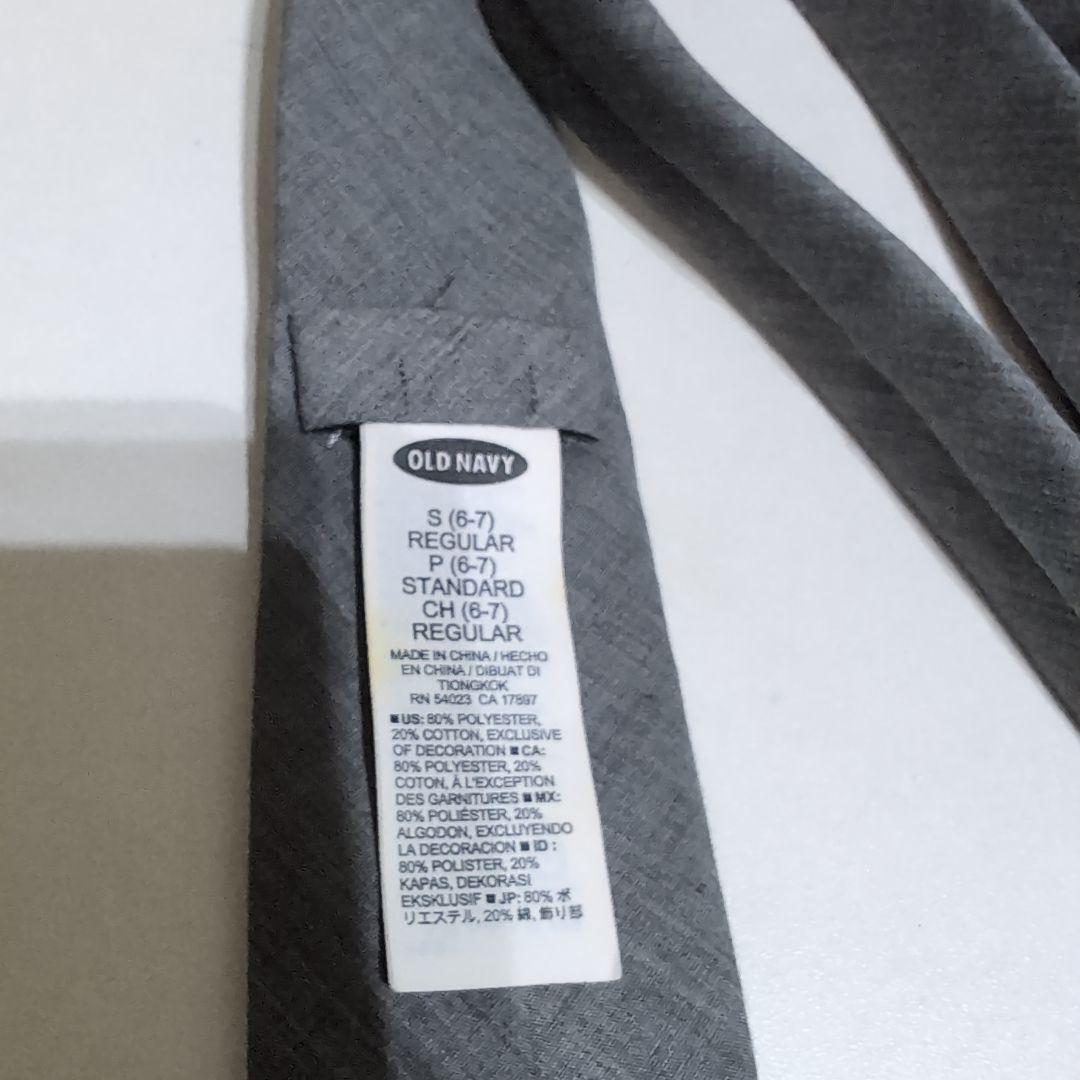 OLD NAVY
S (6-7)
REGULAR
P (6-7)
STANDARD
CH (6-7)
REGULAR
MADE IN CHINA / HECHO
EN CHINA / DIBUAT DI
TIONGKOK
RN 54023 CA 17897
■ US: 80% POLYESTER,
20% COTTON, EXCLUSIVE
OF DECORATION ■ CA:
80% POLYESTER, 20%
COTON, À L'EXCEPTION
DES GARNITURES ■ MX:
80% POLIÉSTER, 20%
ALGODON, EXCLUYENDO
LA DECORACION ■ ID :
80% POLISTER, 20%
KAPAS, DEKORASI
EKSKLUSIF ■ JP: 80% ポ
リエステル, 20% 綿, 飾り部